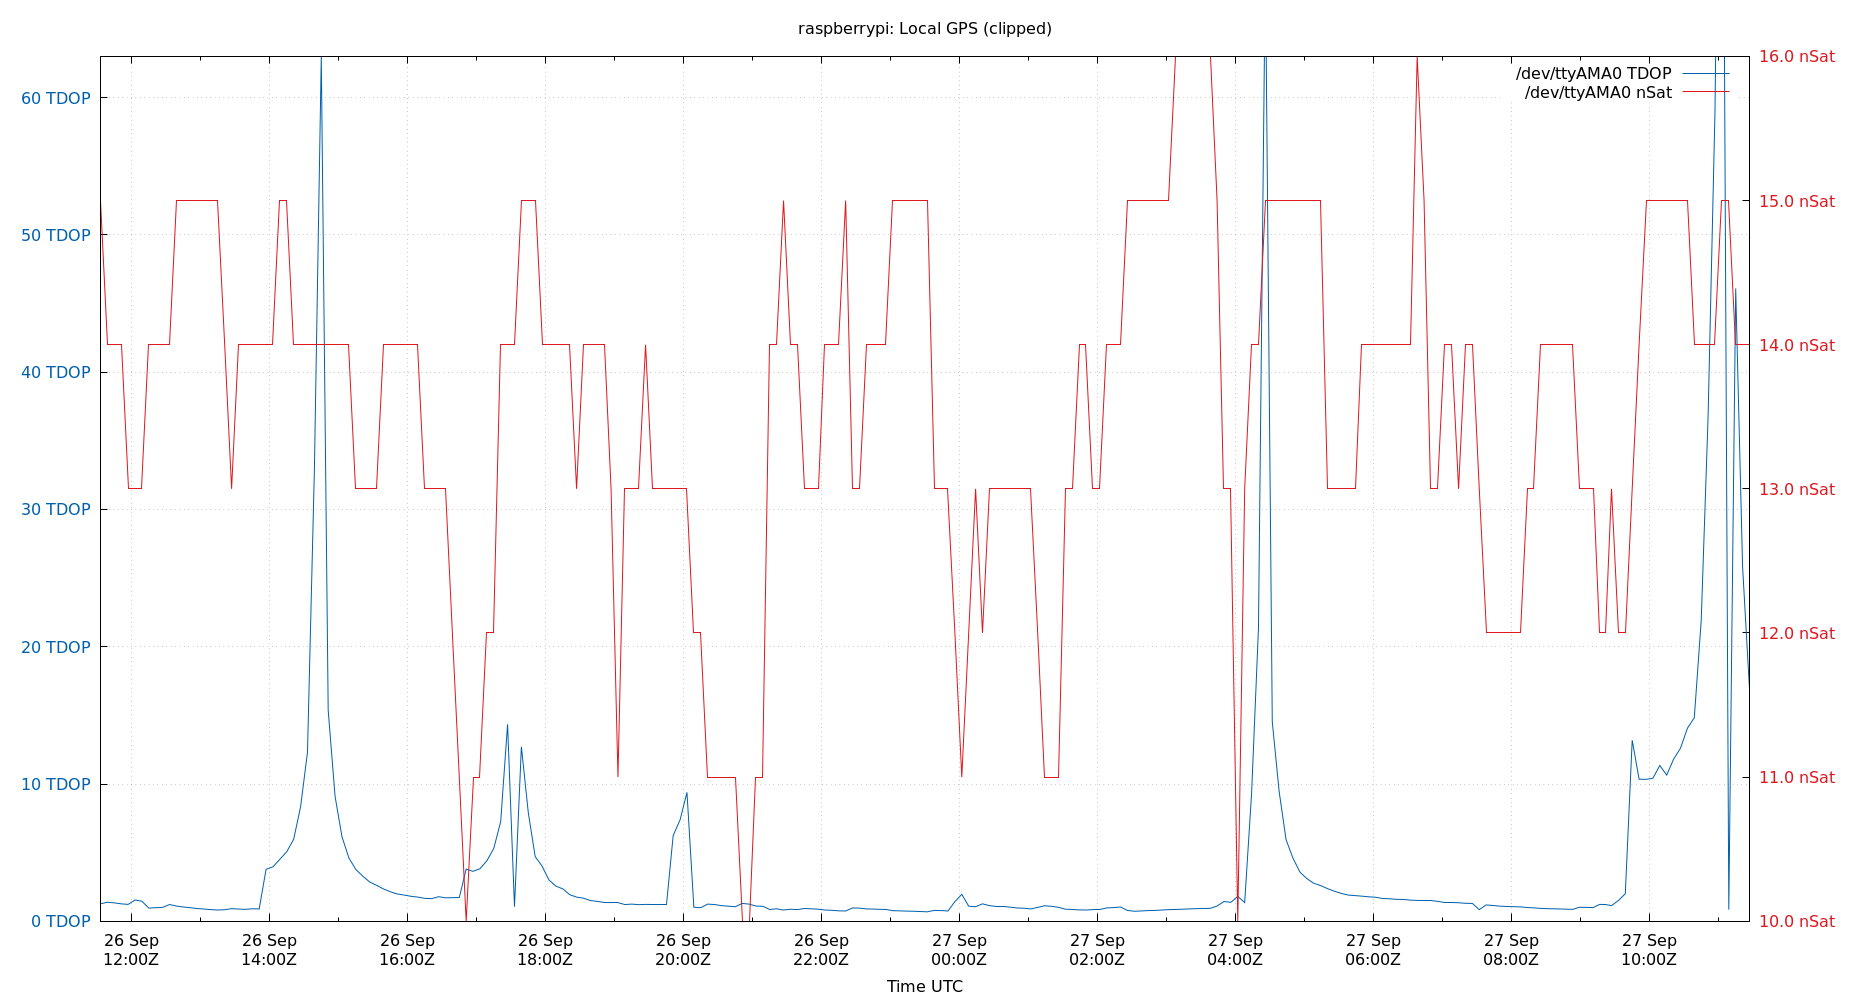 raspberrypi: Local GPS (clipped)
/dev/ttyAMA0 TDOP
/dev/ttyAMA0 nSat
60 TDOP
50 TDOP
40 TDOP
30 TDOP
20 TDOP
10 TDOP
0 TDOP
16.0 nSat
15.0 nSat
14.0 nSat
13.0 nSat
12.0 nSat
11.0 nSat
10.0 nSat
26 Sep
12:00Z
26 Sep
14:00Z
26 Sep
16:00Z
26 Sep
18:00Z
26 Sep
20:00Z
26 Sep
22:00Z
27 Sep
00:00Z
27 Sep
02:00Z
27 Sep
04:00Z
27 Sep
06:00Z
27 Sep
08:00Z
27 Sep
10:00Z
Time UTC